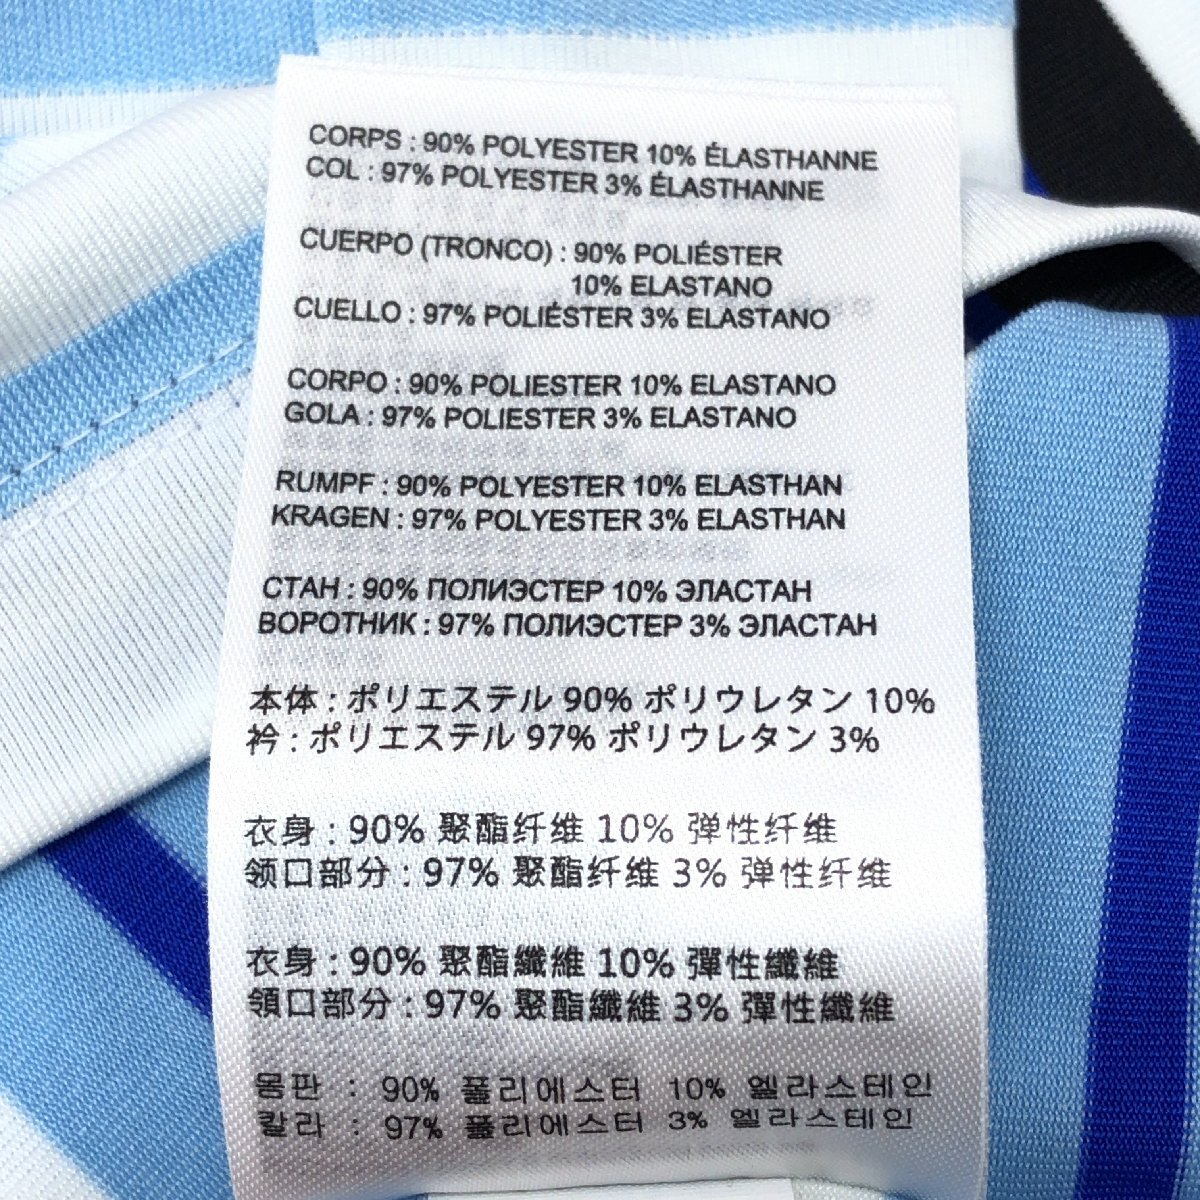 CORPS : 90% POLYESTER 10% ÉLASTHANNE
COL : 97% POLYESTER 3% ÉLASTHANNE
CUERPO (TRONCO) : 90% POLIÉSTER
10% ELASTANO
CUELLO : 97% POLIÉSTER 3% ELASTANO
CORPO : 90% POLIESTER 10% ELASTANO
GOLA : 97% POLIESTER 3% ELASTANO
RUMPF : 90% POLYESTER 10% ELASTHAN
KRAGEN : 97% POLYESTER 3% ELASTHAN
СТАН : 90% ПОЛИЭСТЕР 10% ЭЛАСТАН
ВОРОТНИК : 97% ПОЛИЭСТЕР 3% ЭЛАСТАН
本体 : ポリエステル 90% ポリウレタン 10%
衿 : ポリエステル 97% ポリウレタン 3%
衣身 : 90% 聚酯纤维 10% 弹性纤维
领口部分 : 97% 聚酯纤维 3% 弹性纤维
衣身 : 90% 聚酯纖維 10% 彈性纖維
領口部分 : 97% 聚酯纖維 3% 彈性纖維
몸판 : 90% 폴리에스터 10% 엘라스테인
칼라 : 97% 폴리에스터 3% 엘라스테인